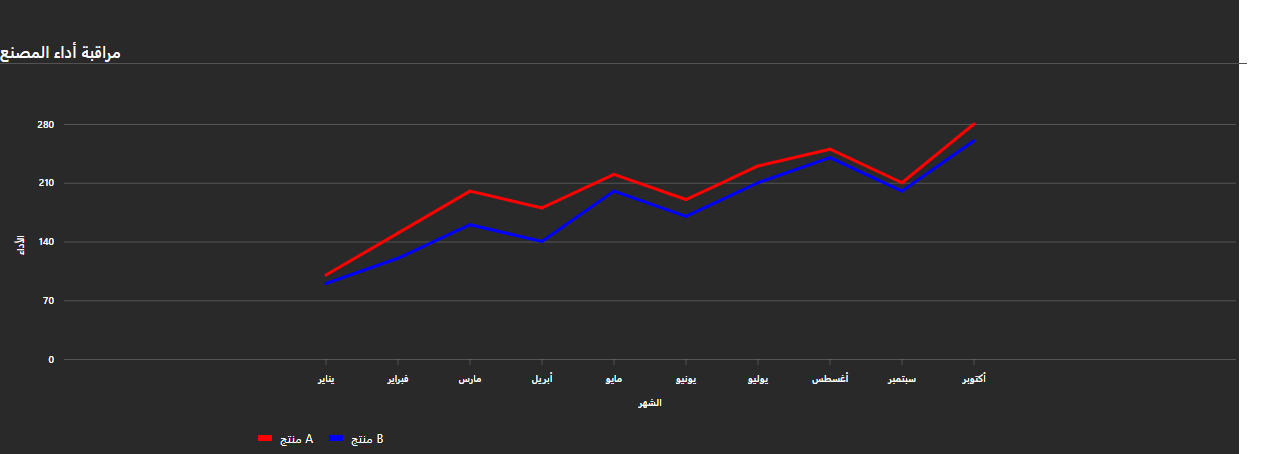 مراقبة أداء المصنع
280
210
140
70
0
الأداء
يناير فبراير مارس أبريل مايو يونيو يوليو أغسطس سبتمبر أكتوبر
الشهر
منتج A منتج B